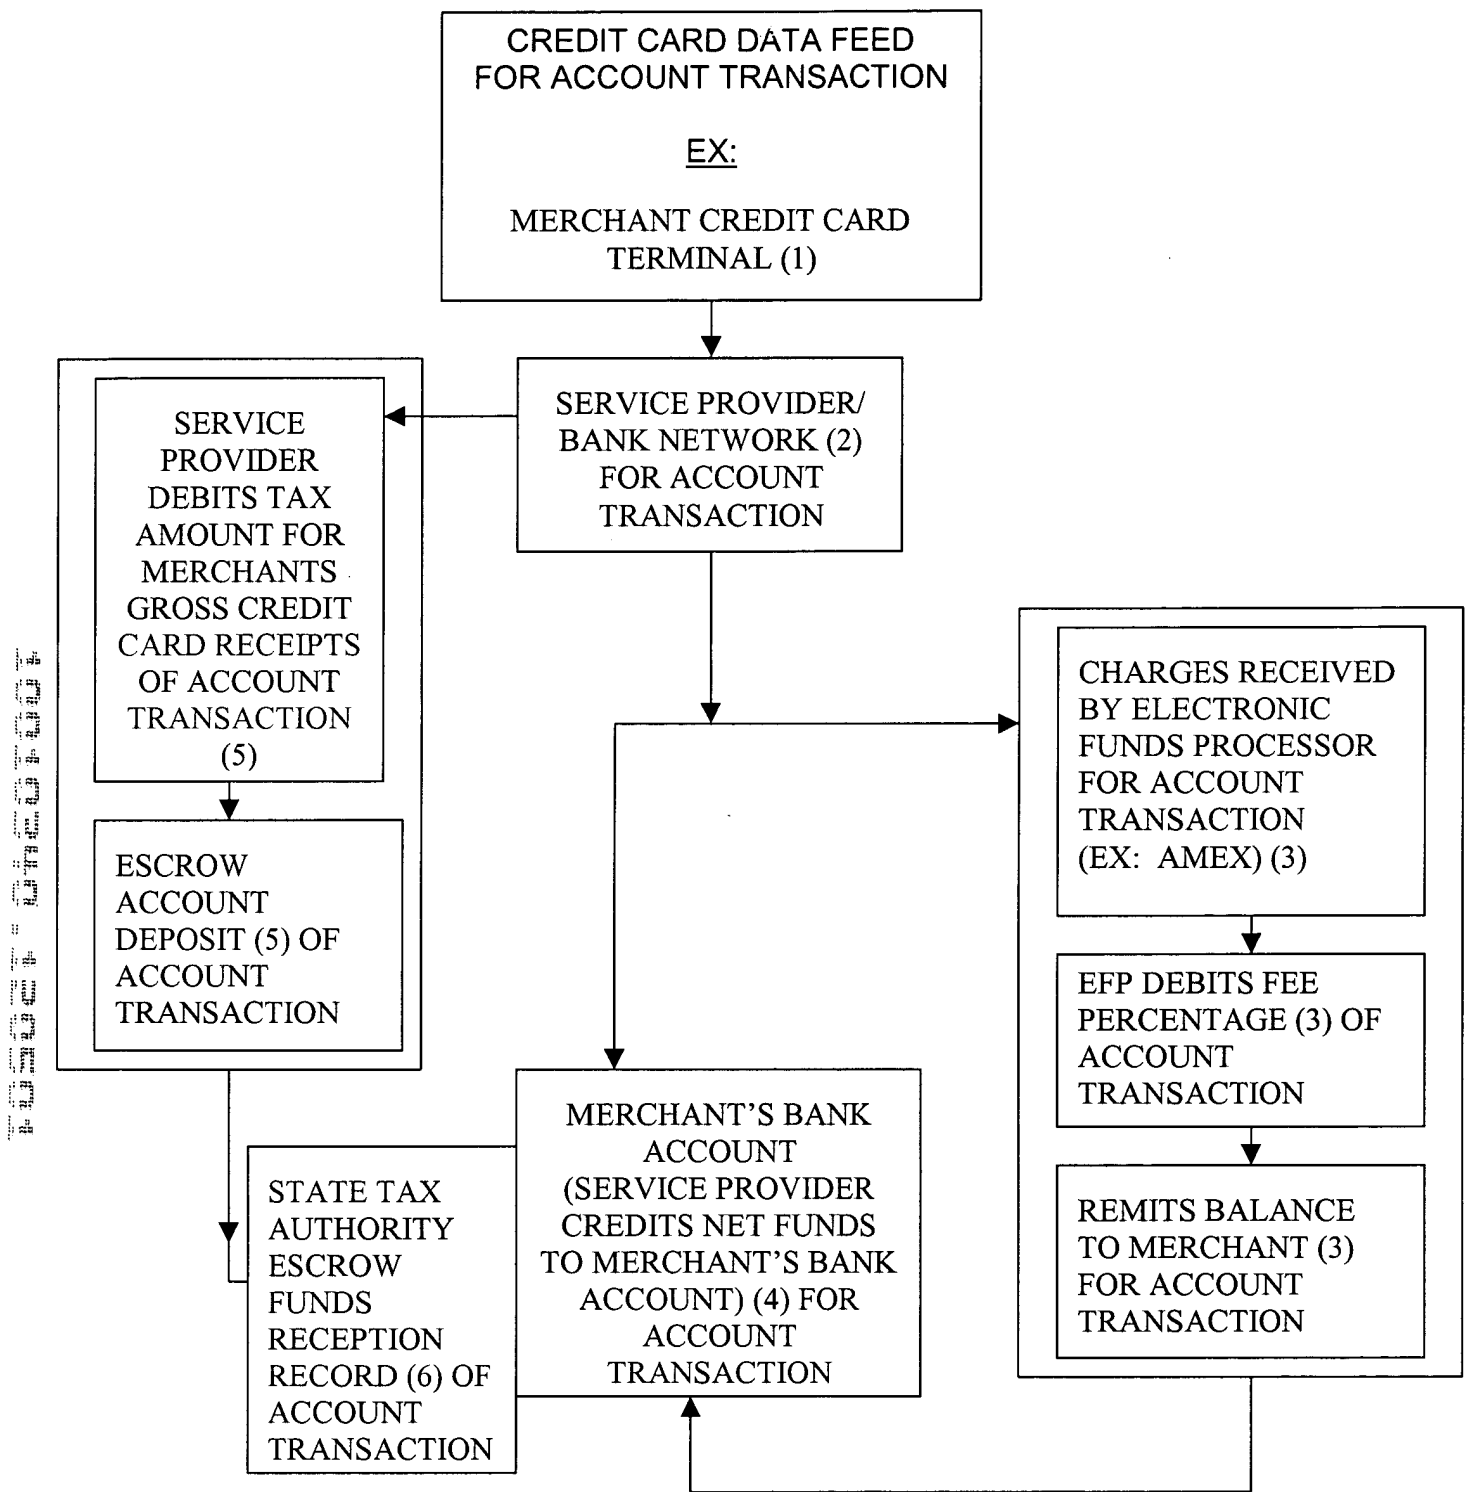 CREDIT CARD DATA FEED
FOR ACCOUNT TRANSACTION
EX:
MERCHANT CREDIT CARD
TERMINAL (1)
SERVICE PROVIDER/
BANK NETWORK (2)
FOR ACCOUNT
TRANSACTION
SERVICE
PROVIDER
DEBITS TAX
AMOUNT FOR
MERCHANTS
GROSS CREDIT
CARD RECEIPTS
OF ACCOUNT
TRANSACTION
(5)
ESCROW
ACCOUNT
DEPOSIT (5) OF
ACCOUNT
TRANSACTION
CHARGES RECEIVED
BY ELECTRONIC
FUNDS PROCESSOR
FOR ACCOUNT
TRANSACTION
(EX: AMEX) (3)
EFP DEBITS FEE
PERCENTAGE (3) OF
ACCOUNT
TRANSACTION
REMITS BALANCE
TO MERCHANT (3)
FOR ACCOUNT
TRANSACTION
MERCHANT'S BANK
ACCOUNT
(SERVICE PROVIDER
CREDITS NET FUNDS
TO MERCHANT'S BANK
ACCOUNT) (4) FOR
ACCOUNT
TRANSACTION
STATE TAX
AUTHORITY
ESCROW
FUNDS
RECEPTION
RECORD (6) OF
ACCOUNT
TRANSACTION